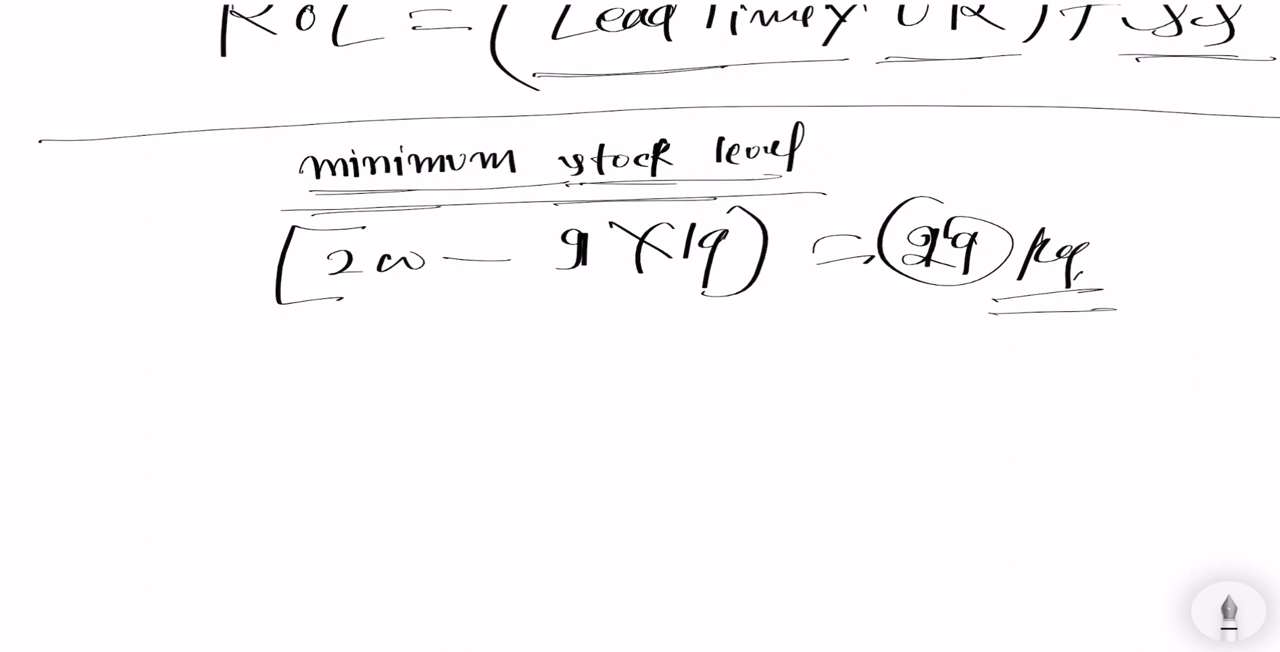 ROL = (Lead Time X UR) + SS
minimum stock level
[200 - 9 X 19) = (29) kg.